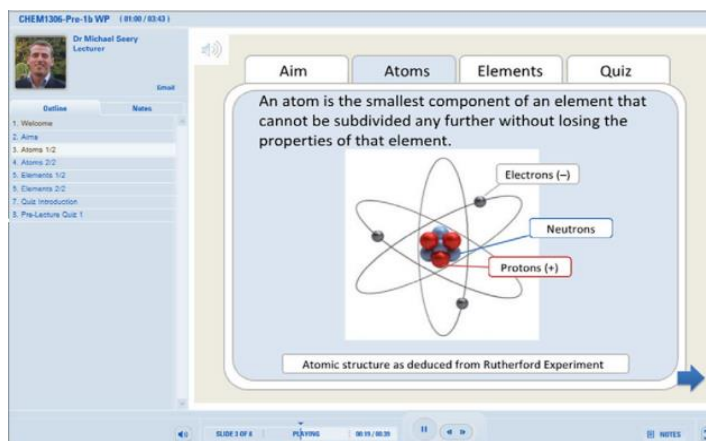 CHEM1306-Pre-1b WP ( 01:00 / 03:43 )
Dr Michael Seery
Lecturer
Email
Outline
Notes
1. Welcome
2. Aims
3. Atoms 1/2
4. Atoms 2/2
5. Elements 1/2
6. Elements 2/2
7. Quiz Introduction
8. Pre-Lecture Quiz 1
Aim
Atoms
Elements
Quiz
An atom is the smallest component of an element that
cannot be subdivided any further without losing the
properties of that element.
Electrons (–)
Neutrons
Protons (+)
Atomic structure as deduced from Rutherford Experiment
SLIDE 3 OF 8
PLAYING
00:19 / 00:35
NOTES